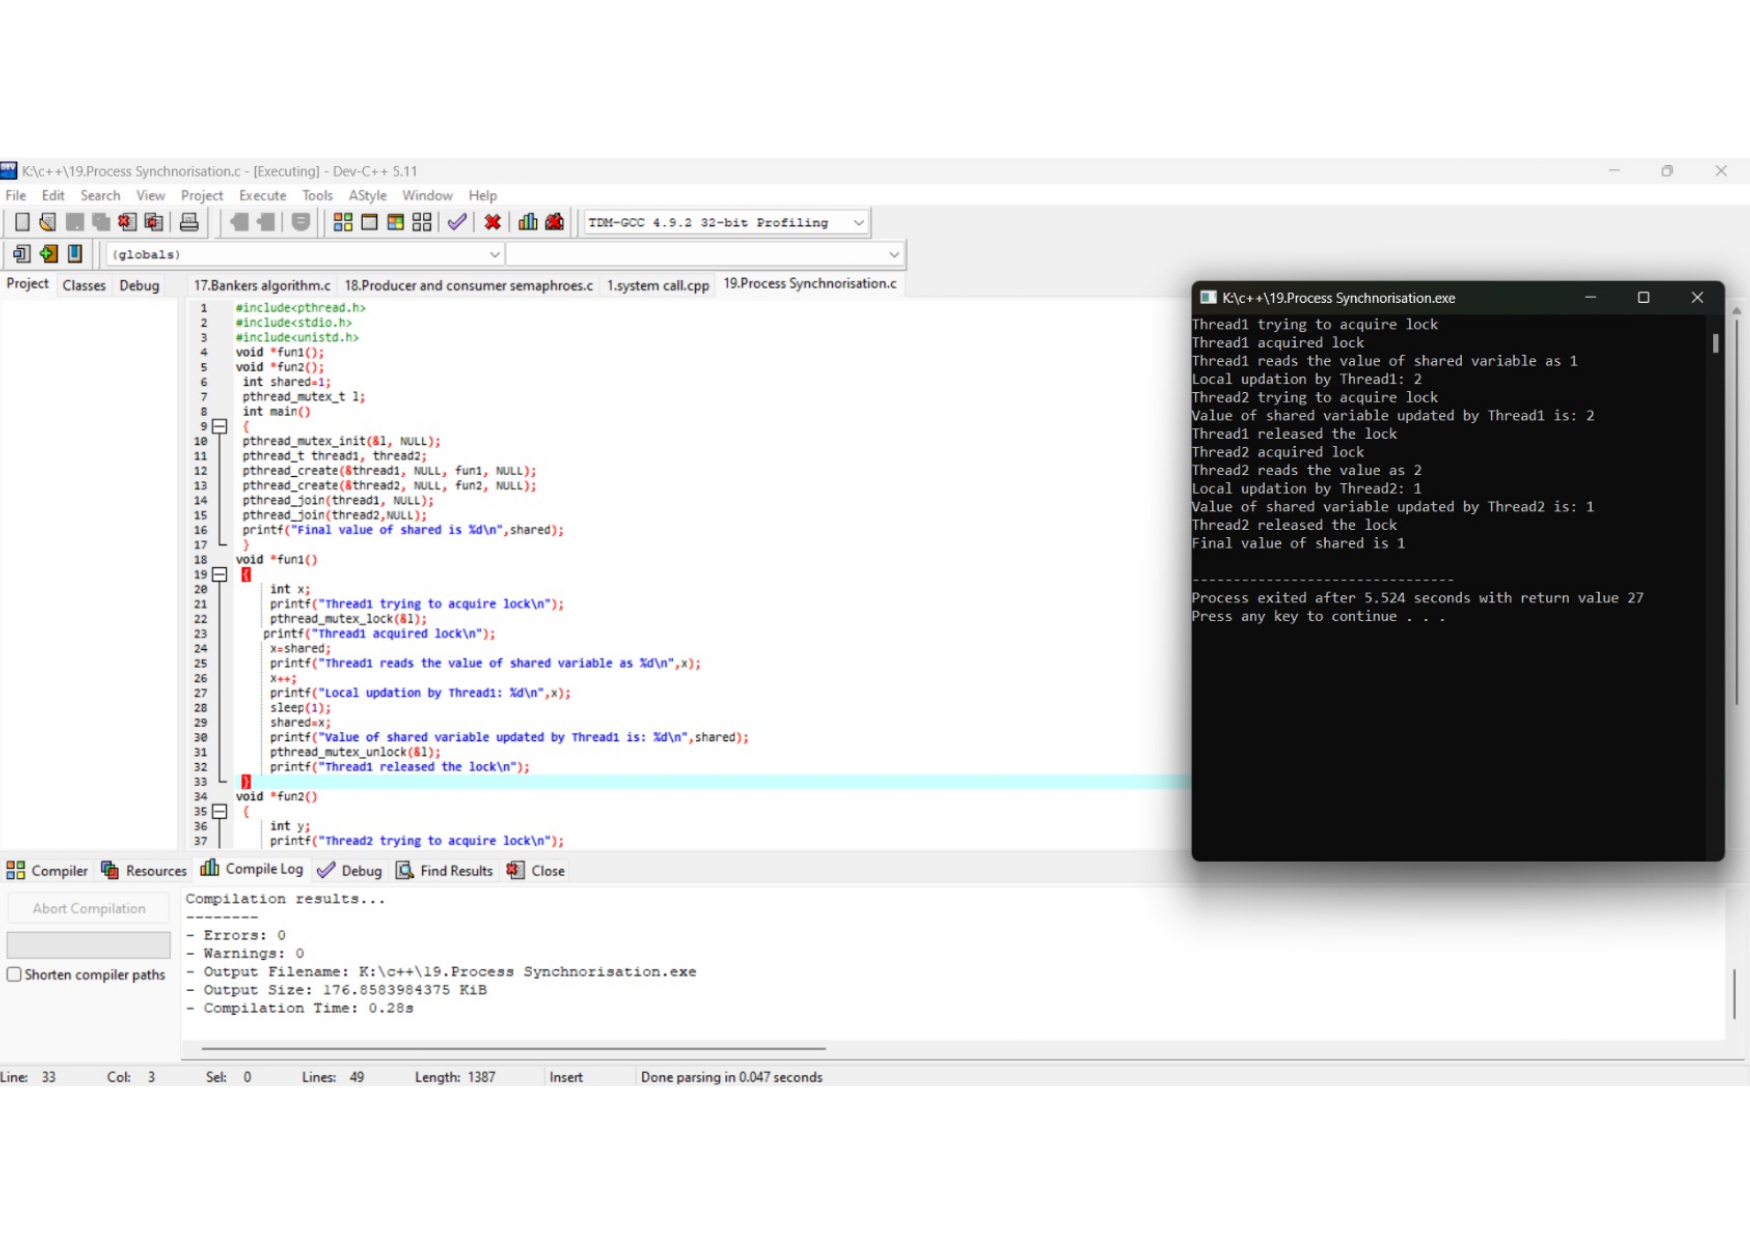 K:\c++\19.Process Synchnorisation.c - [Executing] - Dev-C++ 5.11
File Edit Search View Project Execute Tools AStyle Window Help
TDM-GCC 4.9.2 32-bit Profiling
(globals)
Project Classes Debug
17.Bankers algorithm.c 18.Producer and consumer semaphroes.c 1.system call.cpp 19.Process Synchnorisation.c
1 #include<pthread.h>
2 #include<stdio.h>
3 #include<unistd.h>
4 void *fun1();
5 void *fun2();
6 int shared=1;
7 pthread_mutex_t l;
8 int main()
9 {
10 pthread_mutex_init(&l, NULL);
11 pthread_t thread1, thread2;
12 pthread_create(&thread1, NULL, fun1, NULL);
13 pthread_create(&thread2, NULL, fun2, NULL);
14 pthread_join(thread1, NULL);
15 pthread_join(thread2,NULL);
16 printf("Final value of shared is %d\n",shared);
17 }
18 void *fun1()
19 {
20 int x;
21 printf("Thread1 trying to acquire lock\n");
22 pthread_mutex_lock(&l);
23 printf("Thread1 acquired lock\n");
24 x=shared;
25 printf("Thread1 reads the value of shared variable as %d\n",x);
26 x++;
27 printf("Local updation by Thread1: %d\n",x);
28 sleep(1);
29 shared=x;
30 printf("Value of shared variable updated by Thread1 is: %d\n",shared);
31 pthread_mutex_unlock(&l);
32 printf("Thread1 released the lock\n");
33 }
34 void *fun2()
35 {
36 int y;
37 printf("Thread2 trying to acquire lock\n");
K:\c++\19.Process Synchnorisation.exe
Thread1 trying to acquire lock
Thread1 acquired lock
Thread1 reads the value of shared variable as 1
Local updation by Thread1: 2
Thread2 trying to acquire lock
Value of shared variable updated by Thread1 is: 2
Thread1 released the lock
Thread2 acquired lock
Thread2 reads the value as 2
Local updation by Thread2: 1
Value of shared variable updated by Thread2 is: 1
Thread2 released the lock
Final value of shared is 1
--------------------------------
Process exited after 5.524 seconds with return value 27
Press any key to continue . . .
Compiler Resources Compile Log Debug Find Results Close
Abort Compilation
Shorten compiler paths
Compilation results...
--------
- Errors: 0
- Warnings: 0
- Output Filename: K:\c++\19.Process Synchnorisation.exe
- Output Size: 176.8583984375 KiB
- Compilation Time: 0.28s
Line: 33 Col: 3 Sel: 0 Lines: 49 Length: 1387 Insert Done parsing in 0.047 seconds